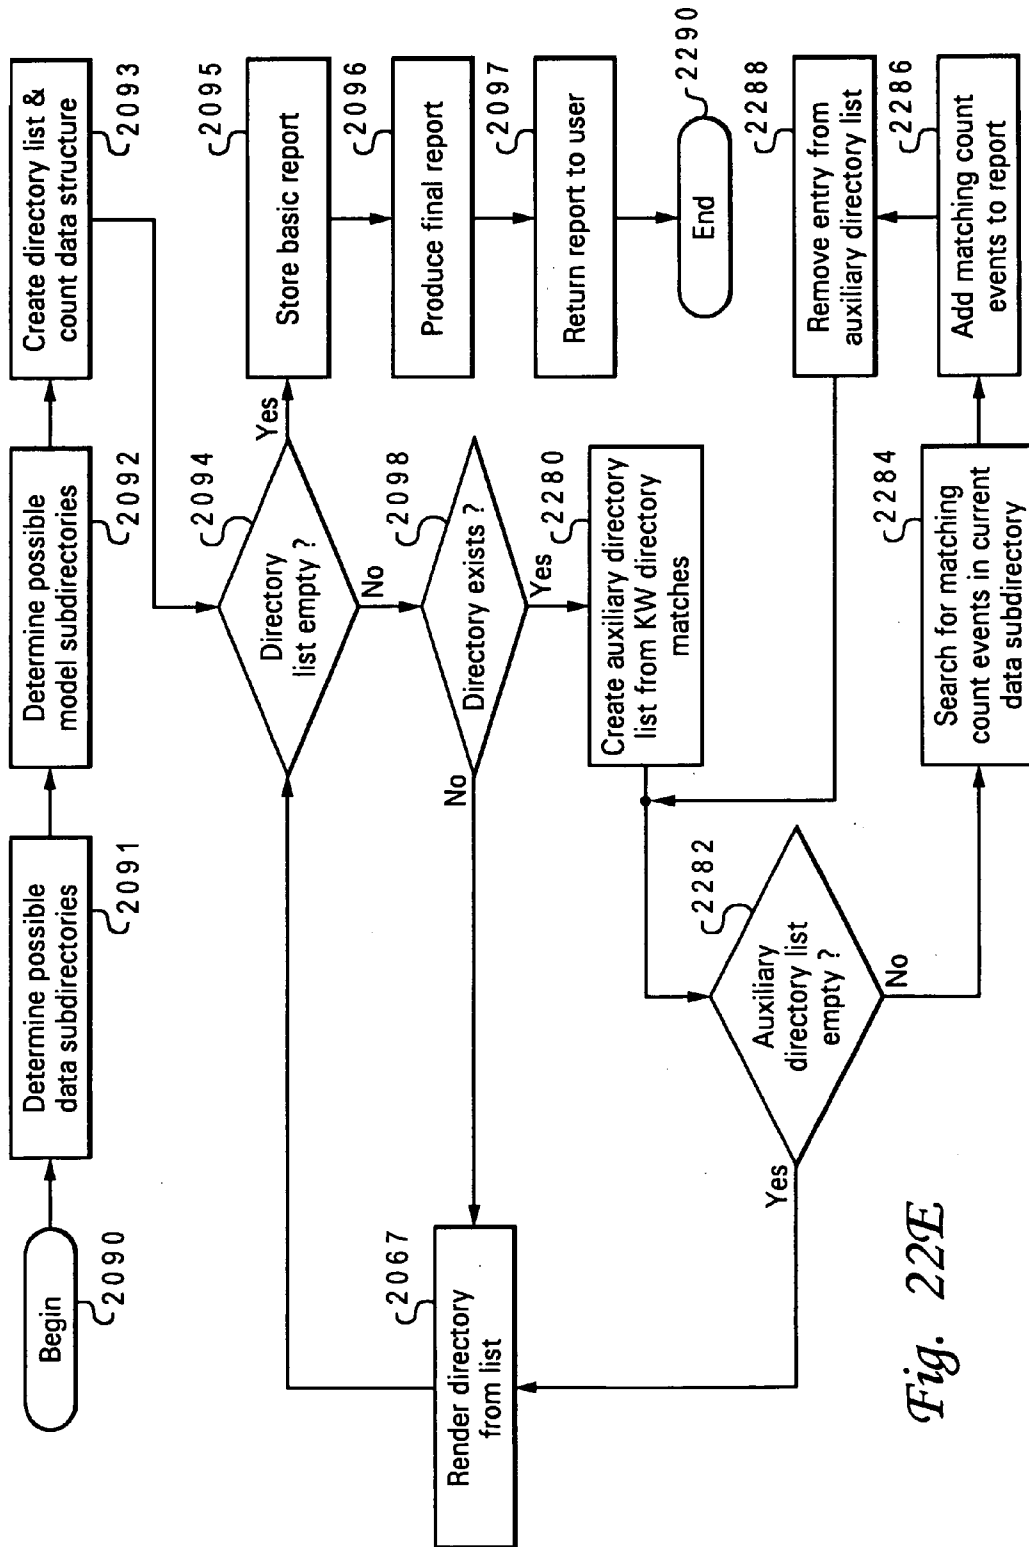 Begin
2090
Determine possible
data subdirectories
2091
Determine possible
model subdirectories
2092
Create directory list &
count data structure
2093
Directory
list empty ?
2094
Yes
No
Store basic report
2095
Produce final report
2096
Return report to user
2097
End
2290
Directory exists ?
2098
No
Yes
Render directory
from list
2067
Create auxiliary directory
list from KW directory
matches
2280
Auxiliary
directory list
empty ?
2282
Yes
No
Search for matching
count events in current
data subdirectory
2284
Add matching count
events to report
2286
Remove entry from
auxiliary directory list
2288
Fig. 22E